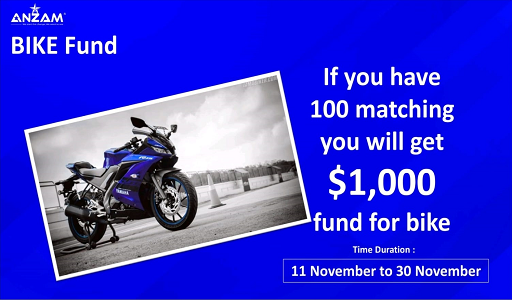 ANZAM
BIKE Fund
If you have
100 matching
you will get
$1,000
fund for bike
Time Duration :
11 November to 30 November
YAMAHA